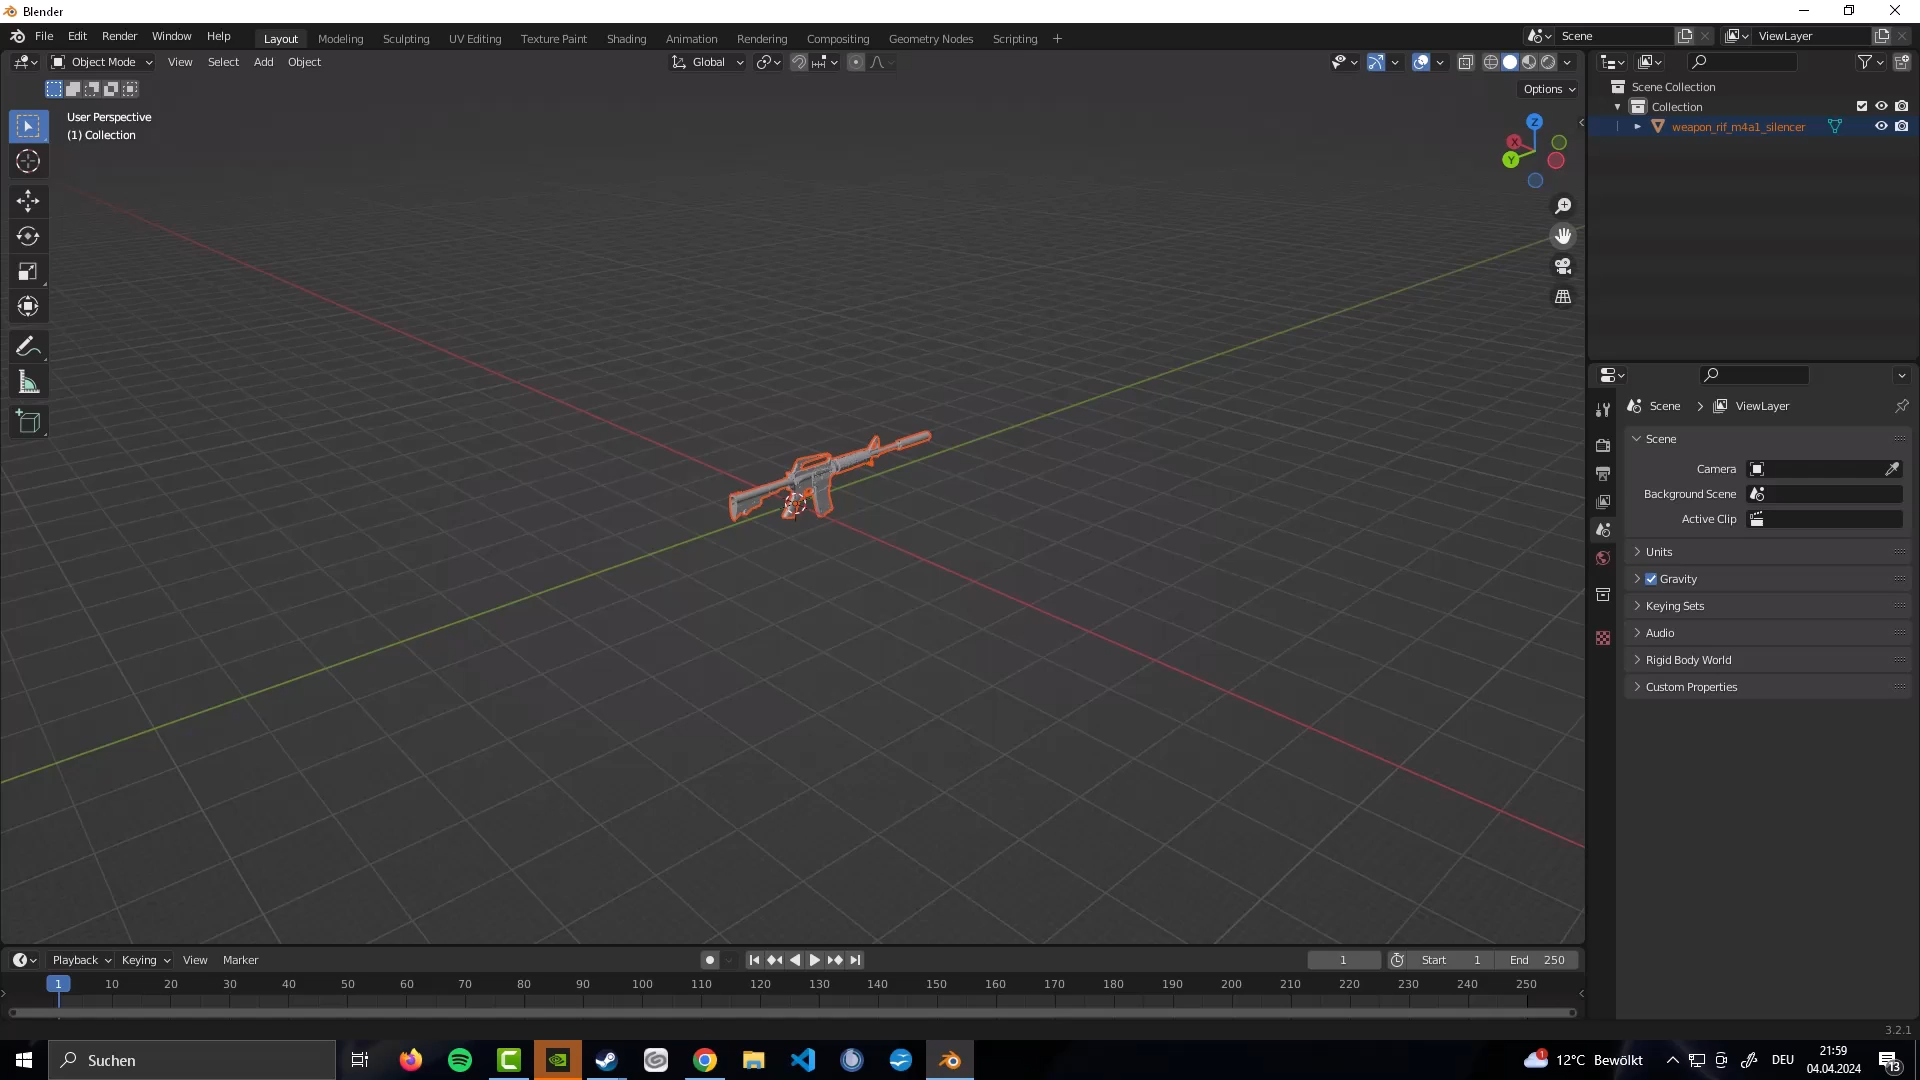 Blender
File Edit Render Window Help Layout Modeling Sculpting UV Editing Texture Paint Shading Animation Rendering Compositing Geometry Nodes Scripting + Scene ViewLayer
Object Mode View Select Add Object Global
Options
User Perspective
(1) Collection
Z
X
Y
Scene Collection
Collection
weapon_rif_m4a1_silencer
Scene > ViewLayer
Scene
Camera
Background Scene
Active Clip
Units
Gravity
Keying Sets
Audio
Rigid Body World
Custom Properties
Playback Keying View Marker 1 Start 1 End 250
1 10 20 30 40 50 60 70 80 90 100 110 120 130 140 150 160 170 180 190 200 210 220 230 240 250
3.2.1
Suchen
1 12°C Bewölkt DEU 21:59
04.04.2024 13